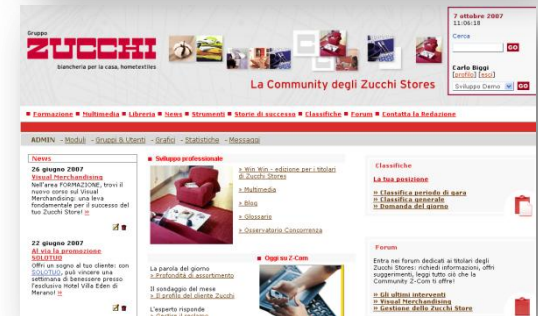 7 ottobre 2007
11:06:18
Gruppo
ZUCCHI
biancheria per la casa, hometextiles
Cerca
GO
Carlo Biggi
[profilo] [esci]
Sviluppo Demo GO
La Community degli Zucchi Stores
Formazione Multimedia Libreria News Strumenti Storie di successo Classifiche Forum Contatta la Redazione
ADMIN - Moduli - Gruppi & Utenti - Grafici - Statistiche - Messaggi
News
26 giugno 2007
Visual Merchandising
Nell'area FORMAZIONE, trovi il
nuovo corso sul Visual
Merchandising: una leva
fondamentale per il successo del
tuo Zucchi Store! »
22 giugno 2007
Al via la promozione
SOLOTUO
Offri un sogno al tuo cliente: con
SOLOTUO, può vincere una
settimana di benessere presso
l'esclusivo Hotel Villa Eden di
Merano! »
Sviluppo professionale
» Win Win - edizione per i titolari
di Zucchi Stores
» Multimedia
» Blog
» Glossario
» Osservatorio Concorrenza
La parola del giorno
» Profondità di assortimento
Il sondaggio del mese
» Il profilo del cliente Zucchi
L'esperto risponde
Oggi su Z-Com
Classifiche
La tua posizione
» Classifica periodo di gara
» Classifica generale
» Domanda del giorno
Forum
Entra nei forum dedicati ai titolari degli
Zucchi Stores: richiedi informazioni, offri
suggerimenti, leggi tutto ciò che la
Community Z-Com ti offre!
» Gli ultimi interventi
» Visual Merchandising
» Gestione dello Zucchi Store